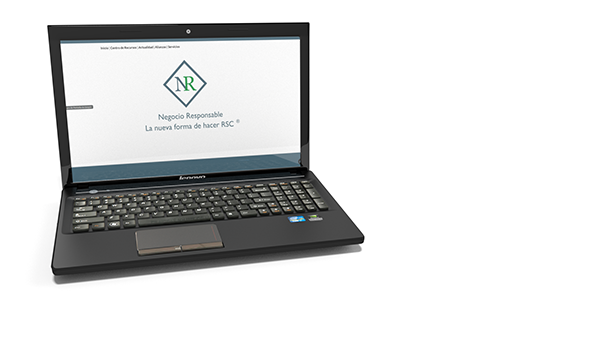 Inicio | Centro de Recursos | Actualidad | Alianzas | Servicios
NR
Negocio Responsable
La nueva forma de hacer RSC ®
lenovo